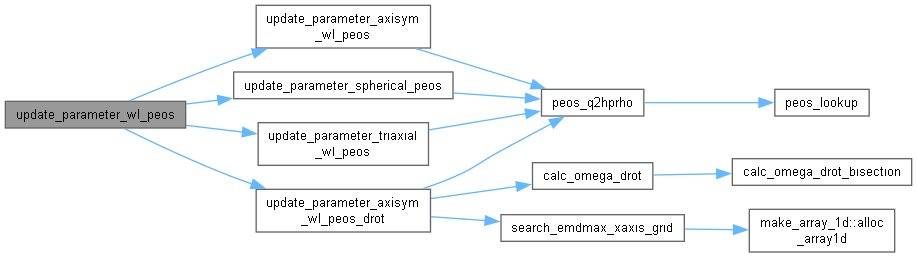 update_parameter_wl_peos
update_parameter_axisym
_wl_peos
update_parameter_spherical_peos
update_parameter_triaxial
_wl_peos
update_parameter_axisym
_wl_peos_drot
peos_q2hprho
calc_omega_drot
search_emdmax_xaxis_grid
peos_lookup
calc_omega_drot_bisection
make_array_1d::alloc
_array1d